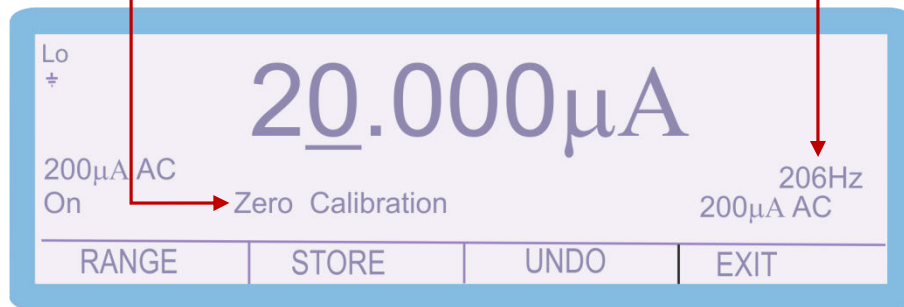 Lo
20.000µA
200µA AC
206Hz
On
Zero Calibration
200µA AC
RANGE
STORE
UNDO
EXIT